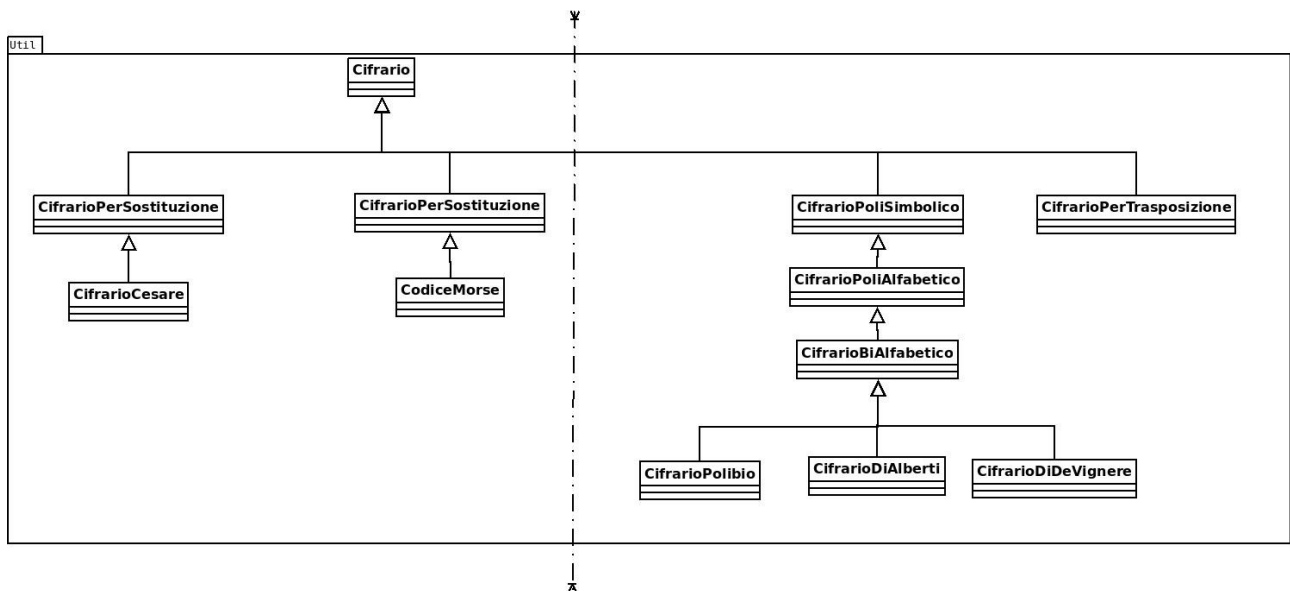 Util
Cifrario
CifrarioPerSostituzione
CifrarioPerSostituzione
CifrarioPoliSimbolico
CifrarioPerTrasposizione
CifrarioCesare
CodiceMorse
CifrarioPoliAlfabetico
CifrarioBiAlfabetico
CifrarioPolibio
CifrarioDiAlberti
CifrarioDiDeVignere